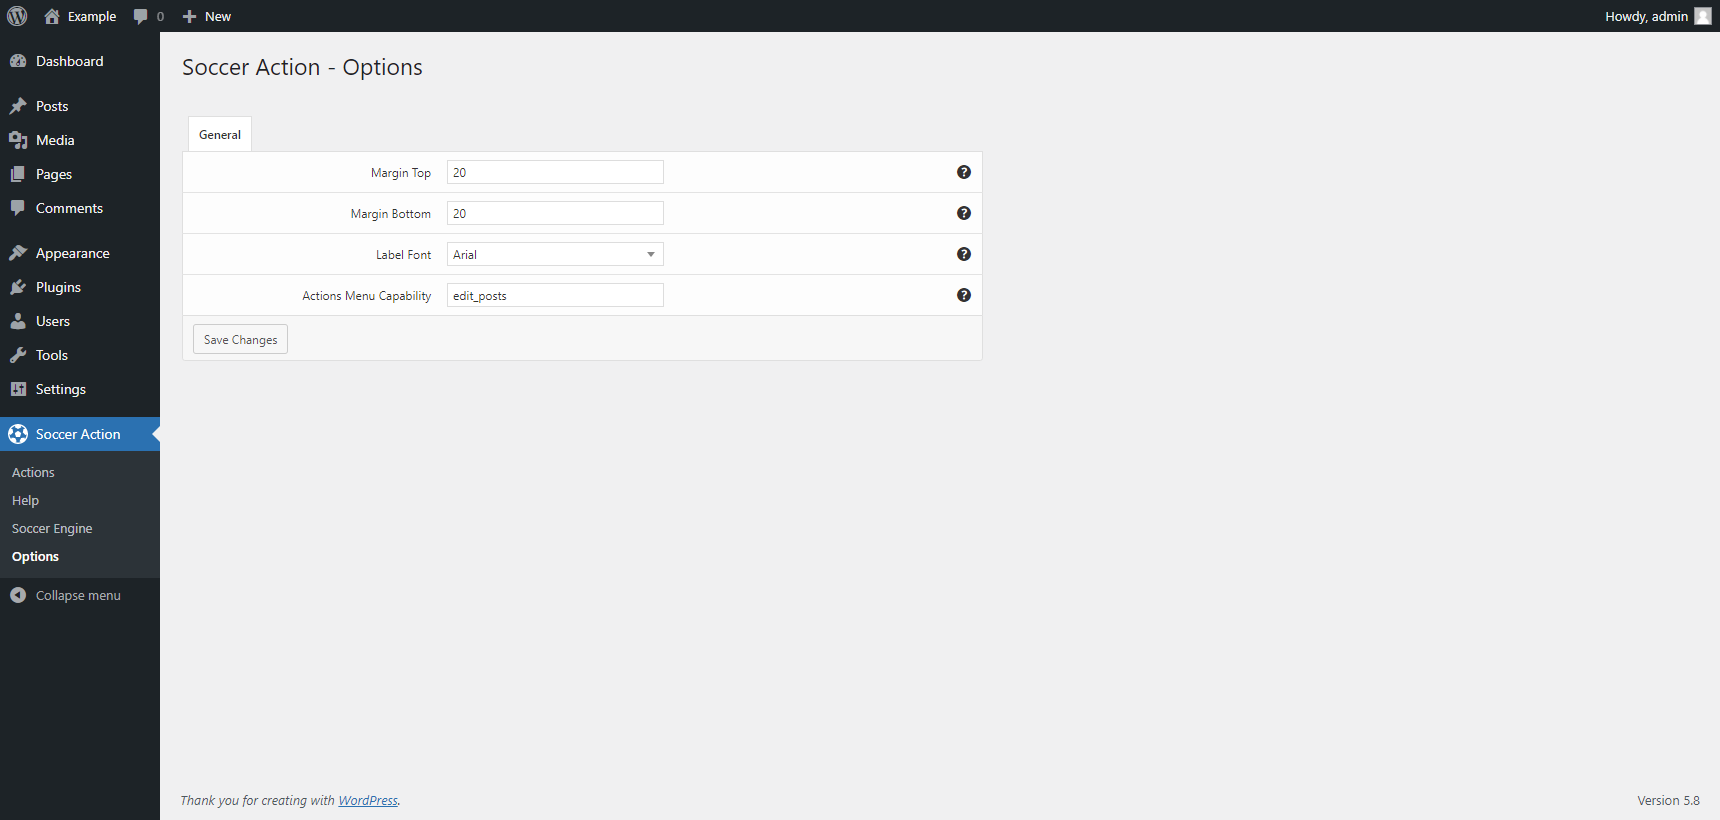 Example 0 New Howdy, admin
Dashboard
Posts
Media
Pages
Comments
Appearance
Plugins
Users
Tools
Settings
Soccer Action
Actions
Help
Soccer Engine
Options
Collapse menu
Soccer Action - Options
General
Margin Top 20
Margin Bottom 20
Label Font Arial
Actions Menu Capability edit_posts
Save Changes
Thank you for creating with WordPress. Version 5.8